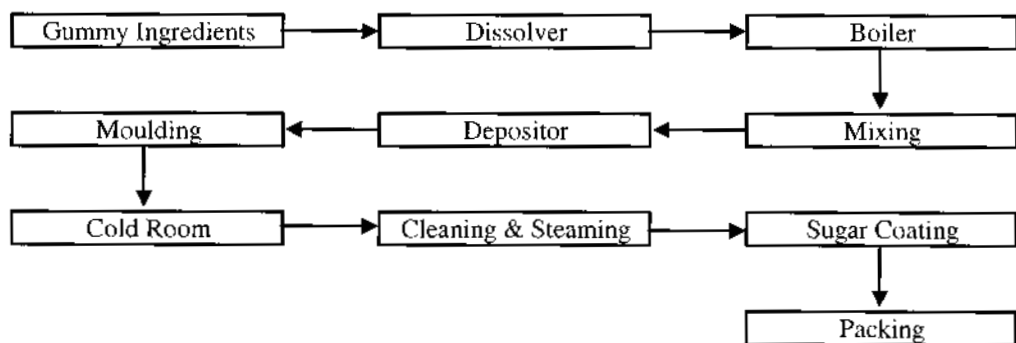 Gummy Ingredients
Dissolver
Boiler
Mixing
Depositor
Moulding
Cold Room
Cleaning & Steaming
Sugar Coating
Packing